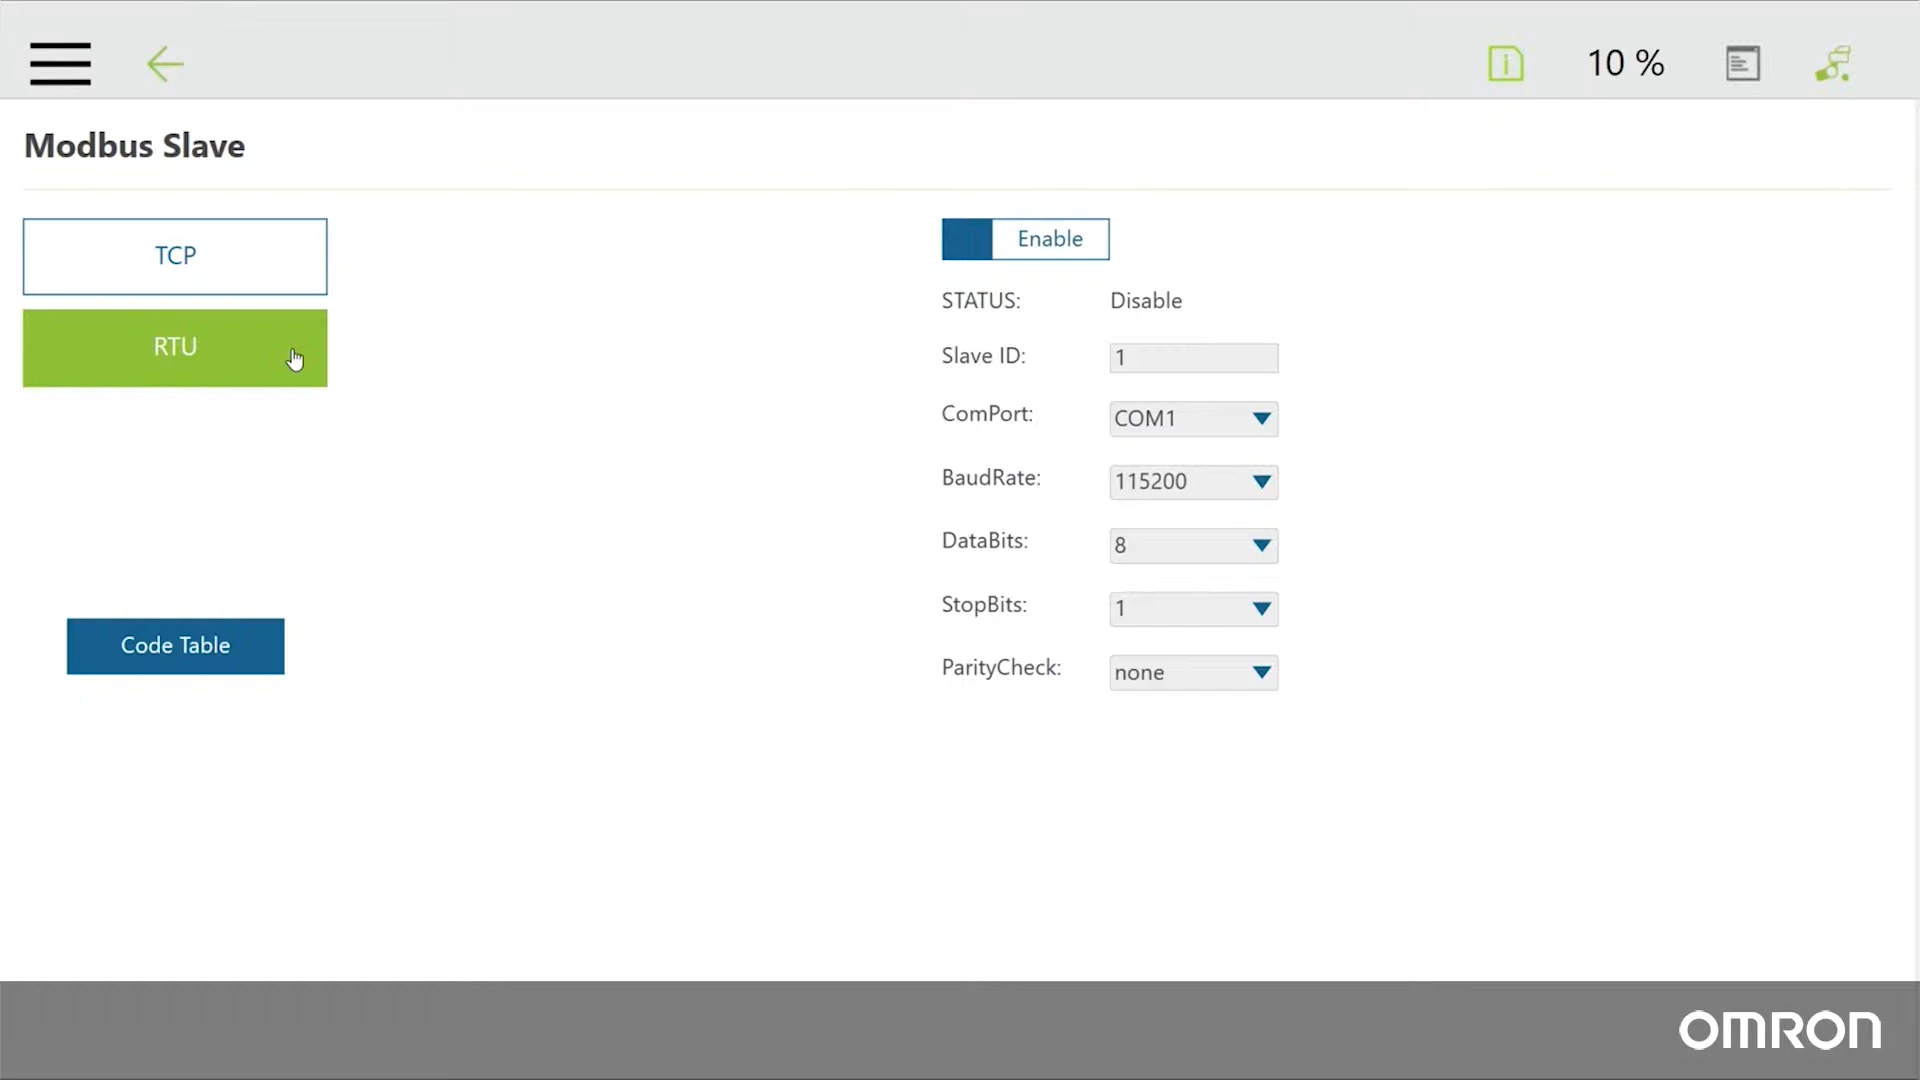 10 %
Modbus Slave
TCP
RTU
Code Table
Enable
STATUS: Disable
Slave ID: 1
ComPort: COM1
BaudRate: 115200
DataBits: 8
StopBits: 1
ParityCheck: none
OMRON